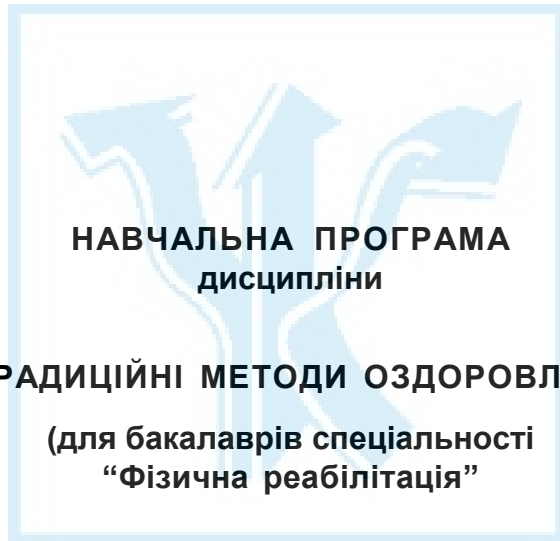 НАВЧАЛЬНА ПРОГРАМА
дисципліни
РАДИЦІЙНІ МЕТОДИ ОЗДОРОВЛ
(для бакалаврів спеціальності
“Фізична реабілітація”